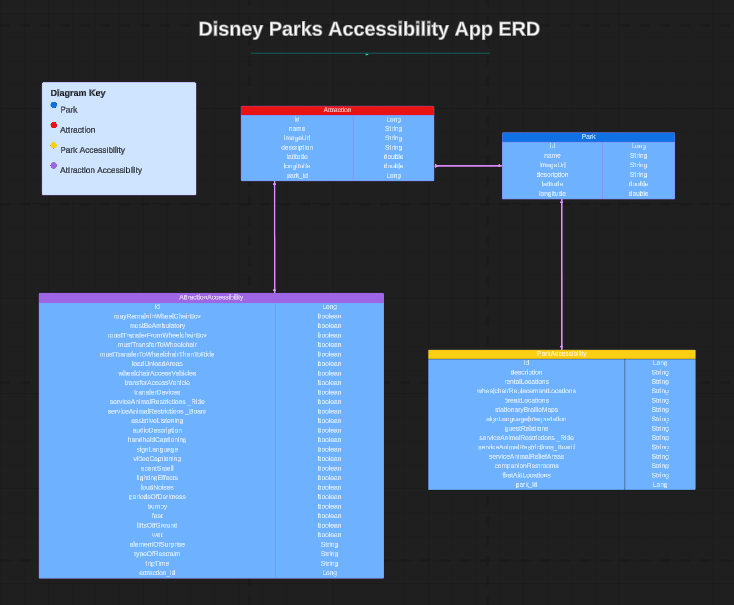 Disney Parks Accessibility App ERD
Diagram Key
Park
Attraction
Park Accessibility
Attraction Accessibility
Attraction
id Long
name String
imageUrl String
description String
latitude double
longitude double
park_id Long
Park
id Long
name String
imageUrl String
description String
latitude double
longitude double
AttractionAccessibility
id Long
mayRemainInWheelChairEcv Boolean
mustBeAmbulatory Boolean
mustTransferFromWheelchairEcv Boolean
mustTransferToWheelchair Boolean
mustTransferToWheelchairThenToRide Boolean
loadUnloadAreas Boolean
wheelchairAccessVehicles Boolean
transferAccessVehicle Boolean
transferDevices Boolean
serviceAnimalRestrictions_Ride Boolean
serviceAnimalRestrictions_Board Boolean
assistiveListening Boolean
audioDescription Boolean
handheldCaptioning Boolean
signLanguage Boolean
videoCaptioning Boolean
scentSmell Boolean
lightingEffects Boolean
loudNoises Boolean
periodsOfDarkness Boolean
bumpy Boolean
fast Boolean
liftsOffGround Boolean
wet Boolean
elementOfSurprise String
typeOfRestraint String
tripTime String
attraction_id Long
ParkAccessibility
id Long
description String
rentalLocations String
wheelchairReplacementLocations String
breakLocations String
stationaryBrailleMaps String
signLanguageInterpretation String
guestRelations String
serviceAnimalRestrictions_Ride String
serviceAnimalRestrictions_Board String
serviceAnimalReliefAreas String
companionRestrooms String
firstAidLocations String
park_id Long